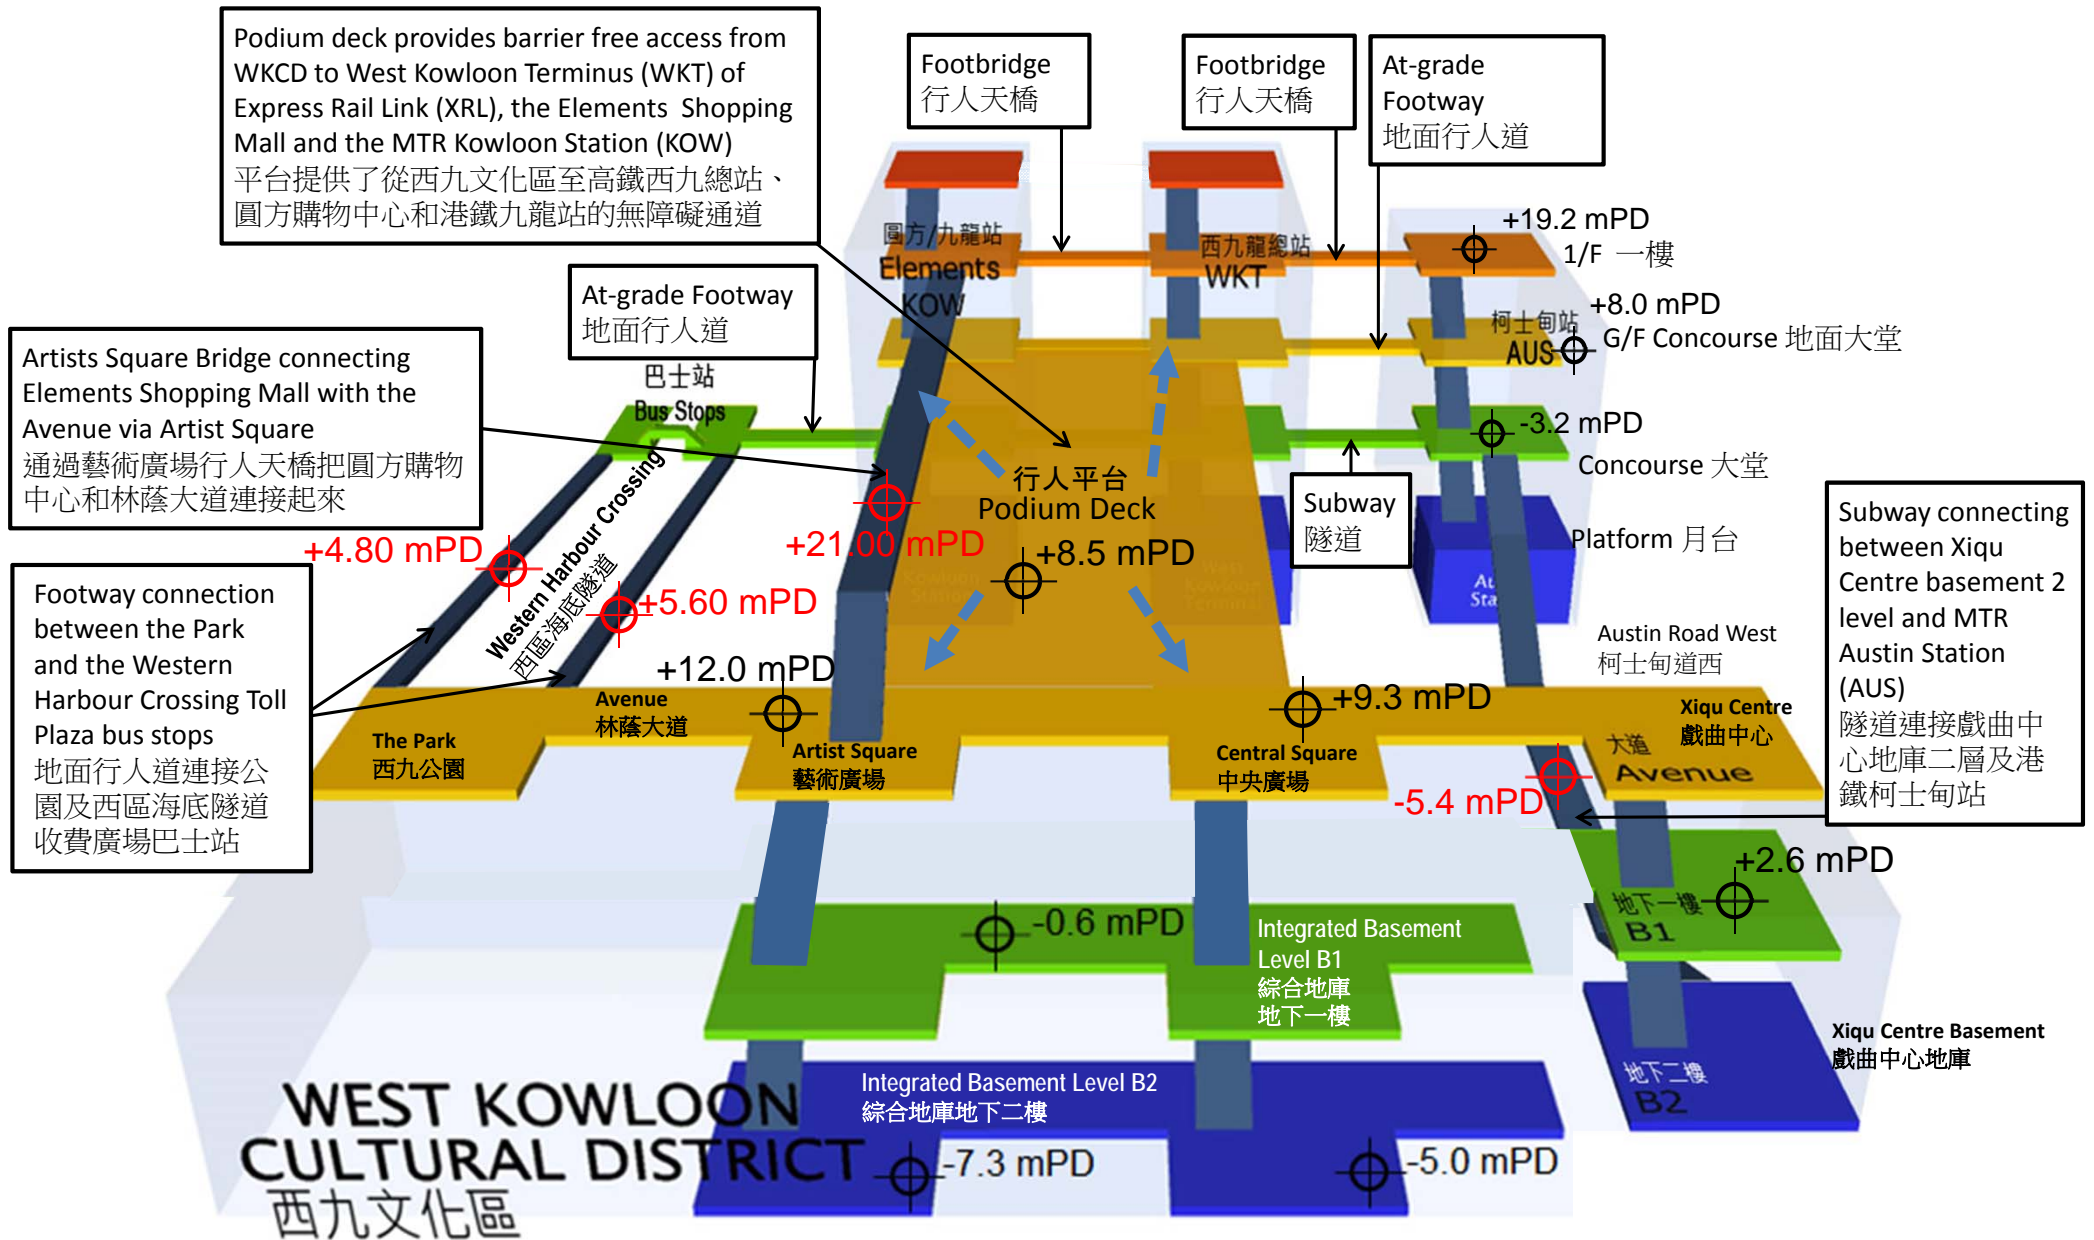 Podium deck provides barrier free access from
WKCD to West Kowloon Terminus (WKT) of
Express Rail Link (XRL), the Elements Shopping
Mall and the MTR Kowloon Station (KOW)
平台提供了從西九文化區至高鐵西九總站、
圓方購物中心和港鐵九龍站的無障礙通道
Footbridge
行人天橋
Footbridge
行人天橋
At-grade
Footway
地面行人道
圓方/九龍站
Elements
KOW
西九龍總站
WKT
+19.2 mPD
1/F 一樓
柯士甸站
AUS
+8.0 mPD
G/F Concourse 地面大堂
At-grade Footway
地面行人道
Artists Square Bridge connecting
Elements Shopping Mall with the
Avenue via Artist Square
通過藝術廣場行人天橋把圓方購物
中心和林蔭大道連接起來
巴士站
Bus Stops
-3.2 mPD
Concourse 大堂
行人平台
Podium Deck
+8.5 mPD
Subway
隧道
Platform 月台
Kowloon
Station
West
Kowloon
Terminal
Western Harbour Crossing
西區海底隧道
+4.80 mPD
+5.60 mPD
+21.00 mPD
Footway connection
between the Park
and the Western
Harbour Crossing Toll
Plaza bus stops
地面行人道連接公
園及西區海底隧道
收費廣場巴士站
Subway connecting
between Xiqu
Centre basement 2
level and MTR
Austin Station
(AUS)
隧道連接戲曲中
心地庫二層及港
鐵柯士甸站
Austin Road West
柯士甸道西
+12.0 mPD
+9.3 mPD
The Park
西九公園
Avenue
林蔭大道
Artist Square
藝術廣場
Central Square
中央廣場
Xiqu Centre
戲曲中心
大道
Avenue
-5.4 mPD
+2.6 mPD
地下一樓
B1
-0.6 mPD
Integrated Basement
Level B1
綜合地庫
地下一樓
Xiqu Centre Basement
戲曲中心地庫
地下二樓
B2
Integrated Basement Level B2
綜合地庫地下二樓
-7.3 mPD
-5.0 mPD
WEST KOWLOON
CULTURAL DISTRICT
西九文化區